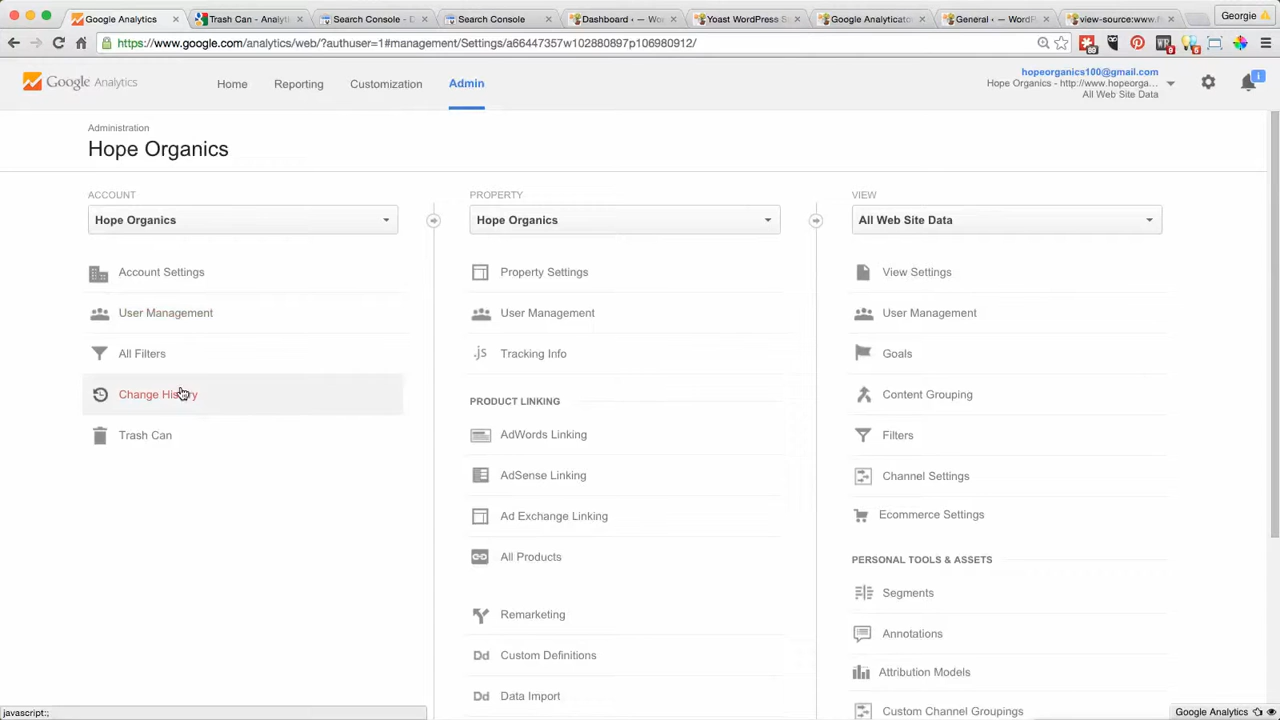 Google Analytics
Trash Can - Analyti
Search Console - D
Search Console
Dashboard ‹ — Wo
Yoast WordPress S
Google Analyticator
General ‹ — WordP
view-source:www.f
Georgie
https://www.google.com/analytics/web/?authuser=1#management/Settings/a66447357w102880897p106980912/
Google Analytics
Home
Reporting
Customization
Admin
hopeorganics100@gmail.com
Hope Organics - http://www.hopeorga...
All Web Site Data
Administration
Hope Organics
ACCOUNT
Hope Organics
Account Settings
User Management
All Filters
Change History
Trash Can
PROPERTY
Hope Organics
Property Settings
User Management
.js Tracking Info
PRODUCT LINKING
AdWords Linking
AdSense Linking
Ad Exchange Linking
All Products
Remarketing
Dd Custom Definitions
Dd Data Import
VIEW
All Web Site Data
View Settings
User Management
Goals
Content Grouping
Filters
Channel Settings
Ecommerce Settings
PERSONAL TOOLS & ASSETS
Segments
Annotations
Attribution Models
Custom Channel Groupings
javascript:;
Google Analytics